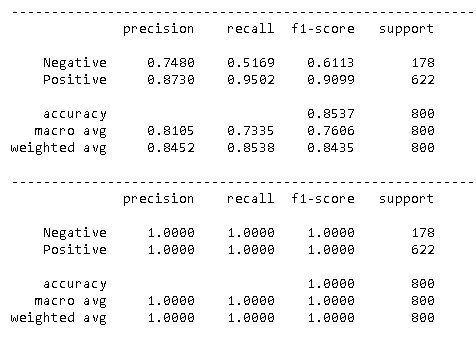 --------------------------------------------------------
precision recall f1-score support
Negative 0.7480 0.5169 0.6113 178
Positive 0.8730 0.9502 0.9099 622
accuracy 0.8537 800
macro avg 0.8105 0.7335 0.7606 800
weighted avg 0.8452 0.8538 0.8435 800
--------------------------------------------------------
precision recall f1-score support
Negative 1.0000 1.0000 1.0000 178
Positive 1.0000 1.0000 1.0000 622
accuracy 1.0000 800
macro avg 1.0000 1.0000 1.0000 800
weighted avg 1.0000 1.0000 1.0000 800